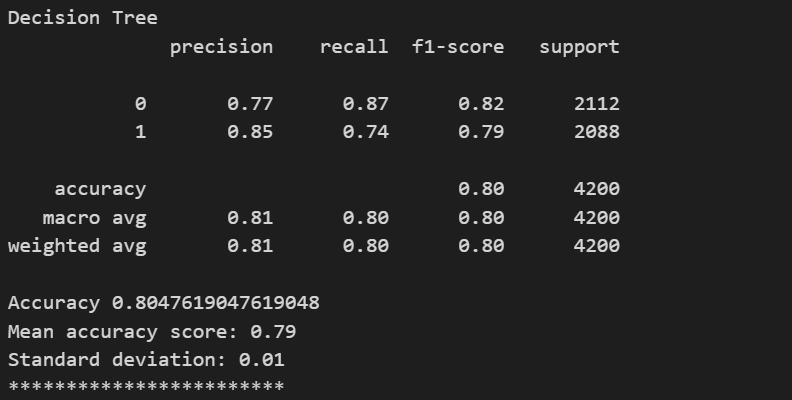 Decision Tree
precision recall f1-score support
0 0.77 0.87 0.82 2112
1 0.85 0.74 0.79 2088
accuracy 0.80 4200
macro avg 0.81 0.80 0.80 4200
weighted avg 0.81 0.80 0.80 4200
Accuracy 0.8047619047619048
Mean accuracy score: 0.79
Standard deviation: 0.01
************************